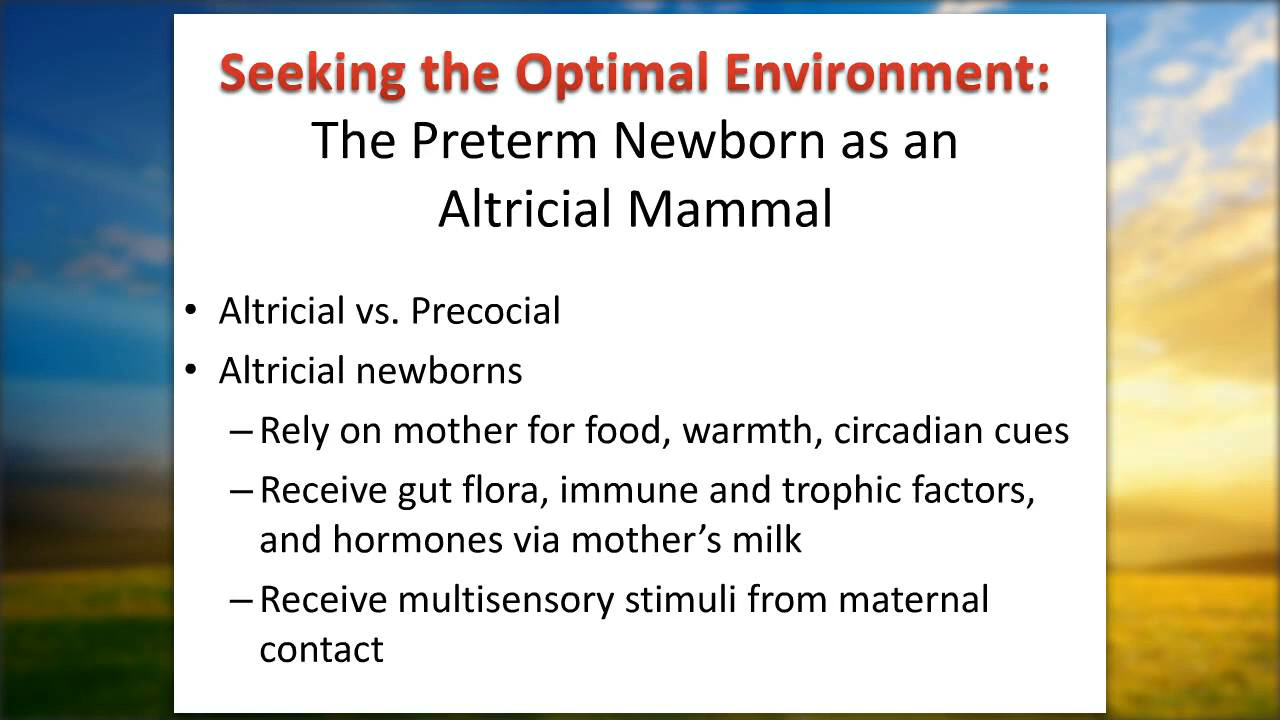 Seeking the Optimal Environment:
The Preterm Newborn as an
Altricial Mammal
• Altricial vs. Precocial
• Altricial newborns
– Rely on mother for food, warmth, circadian cues
– Receive gut flora, immune and trophic factors,
and hormones via mother’s milk
– Receive multisensory stimuli from maternal
contact